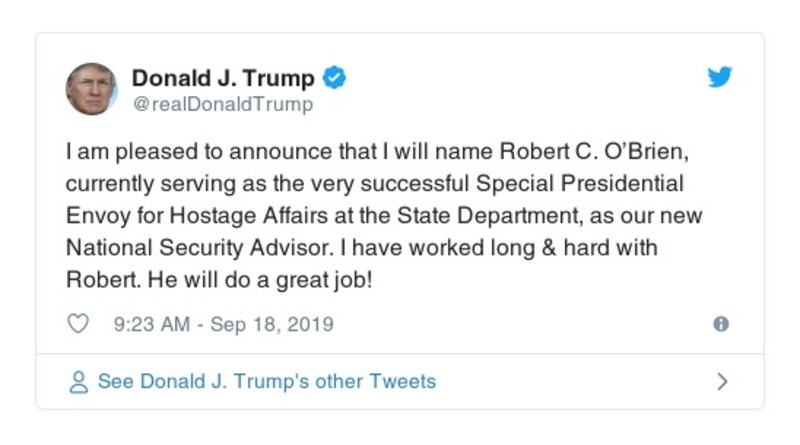 Donald J. Trump
@realDonaldTrump
I am pleased to announce that I will name Robert C. O’Brien,
currently serving as the very successful Special Presidential
Envoy for Hostage Affairs at the State Department, as our new
National Security Advisor. I have worked long & hard with
Robert. He will do a great job!
9:23 AM - Sep 18, 2019
See Donald J. Trump's other Tweets